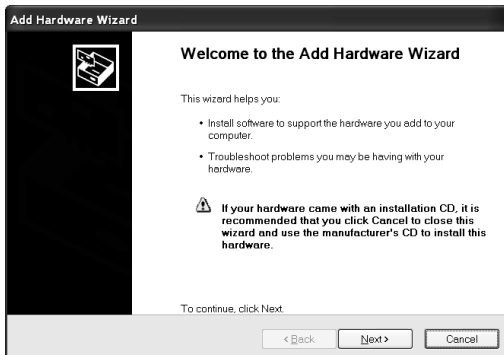 Add Hardware Wizard
Welcome to the Add Hardware Wizard
This wizard helps you:
• Install software to support the hardware you add to your
computer.
• Troubleshoot problems you may be having with your
hardware.
If your hardware came with an installation CD, it is
recommended that you click Cancel to close this
wizard and use the manufacturer's CD to install this
hardware.
To continue, click Next.
< Back Next > Cancel